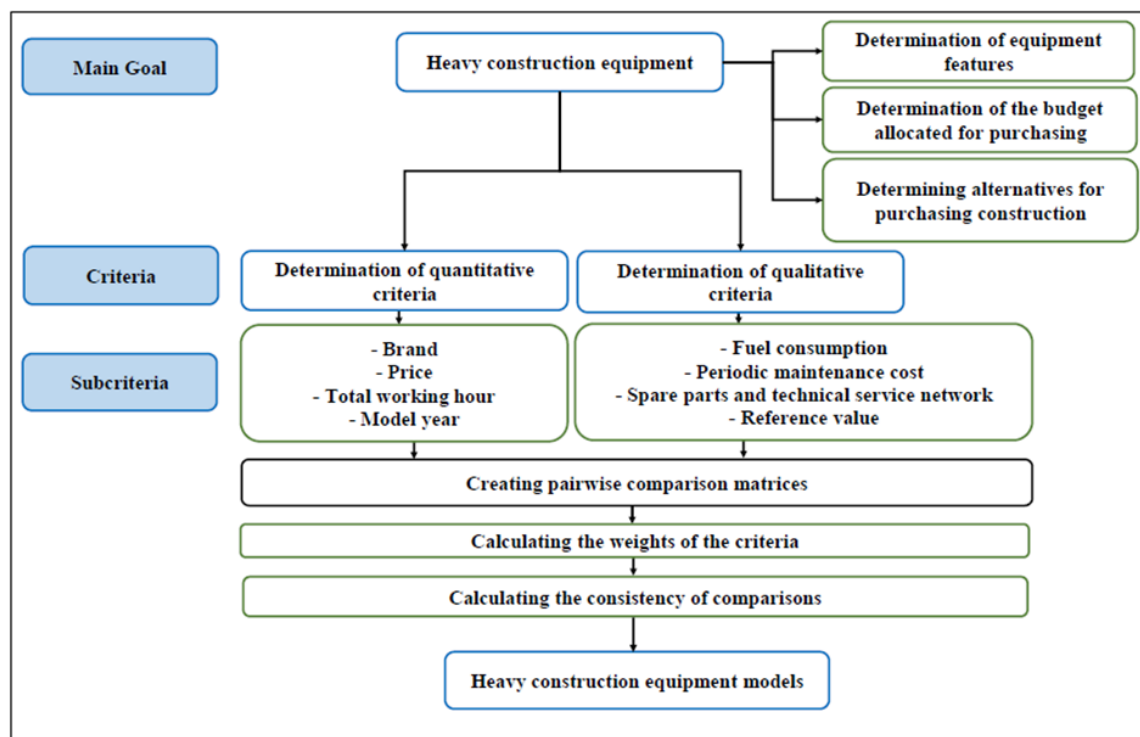 Main Goal
Heavy construction equipment
Determination of equipment
features
Determination of the budget
allocated for purchasing
Determining alternatives for
purchasing construction
Criteria
Determination of quantitative
criteria
Determination of qualitative
criteria
Subcriteria
- Brand
- Price
- Total working hour
- Model year
- Fuel consumption
- Periodic maintenance cost
- Spare parts and technical service network
- Reference value
Creating pairwise comparison matrices
Calculating the weights of the criteria
Calculating the consistency of comparisons
Heavy construction equipment models